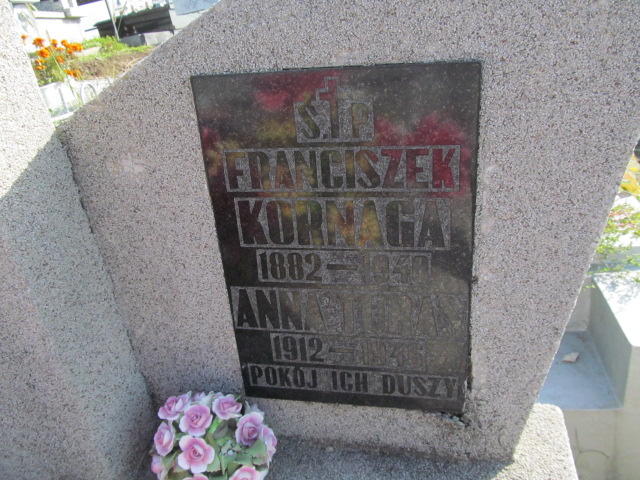 Ś P
FRANCISZEK
KORNAGA
1882 –
ANNA
1912 –
POKÓJ ICH DUSZY